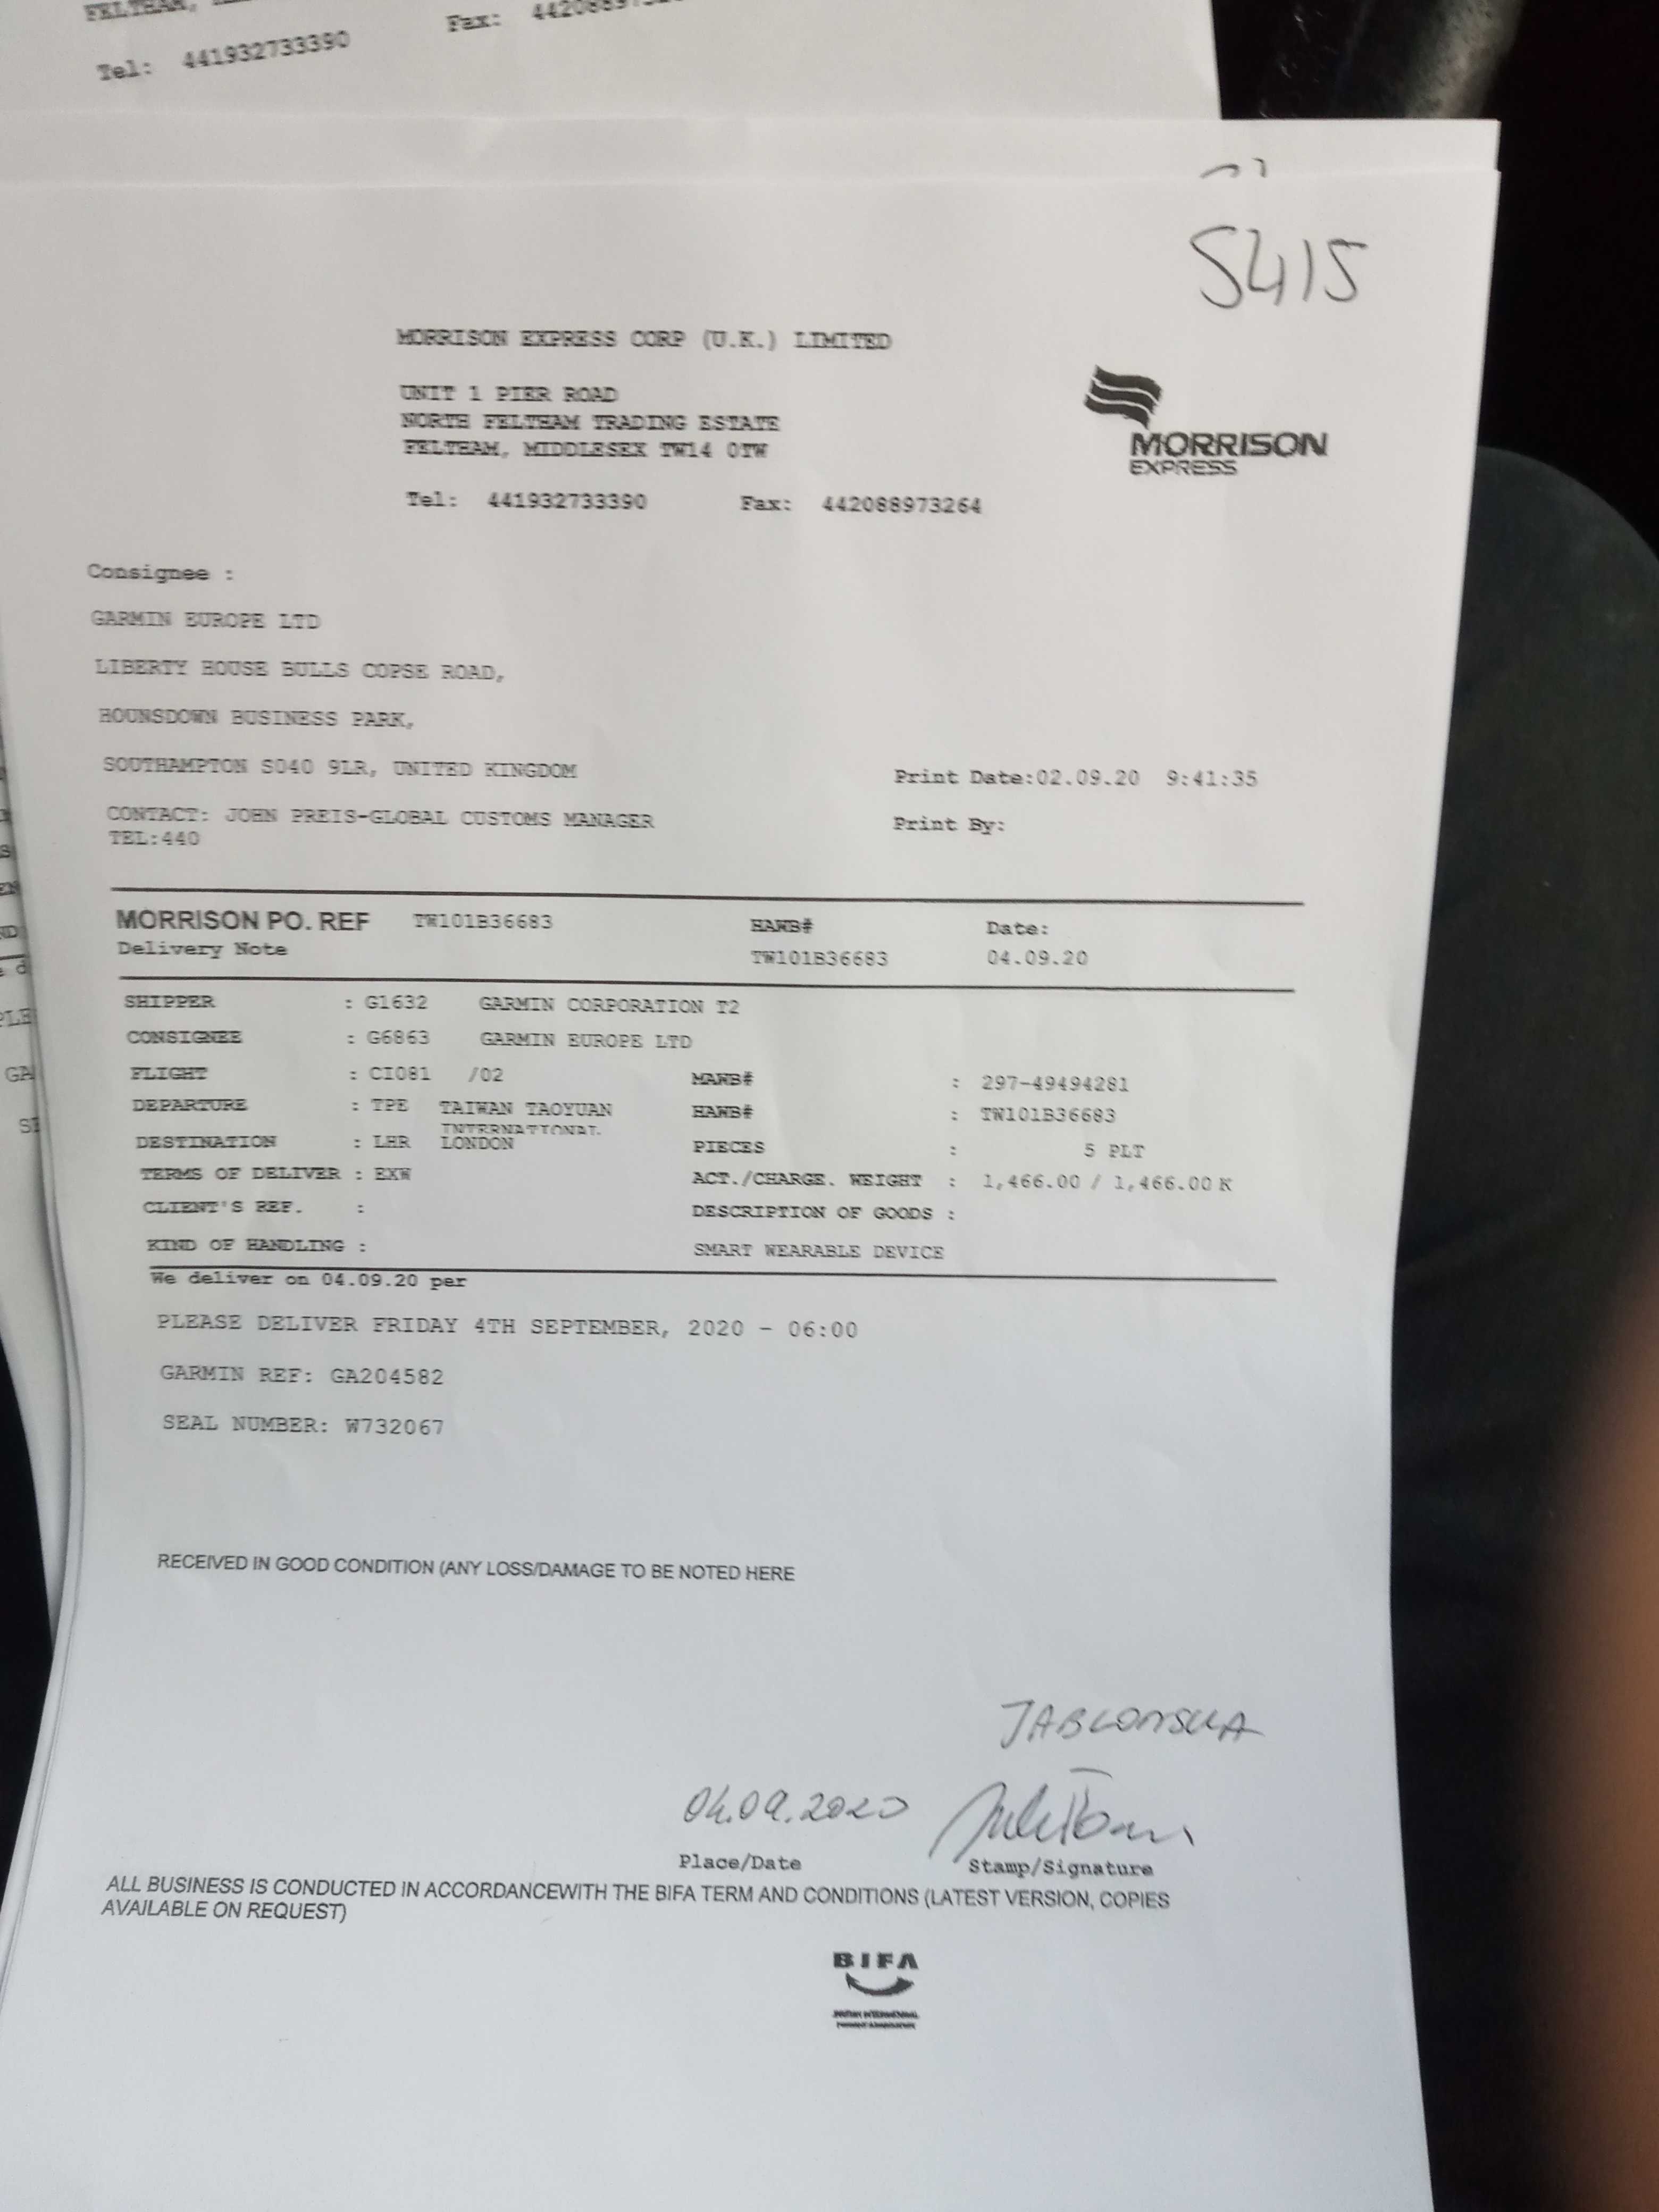 FELTHAM,
Fax:
Tel: 441932733390
5415
MORRISON EXPRESS CORP (U.K.) LIMITED
UNIT 1 PIER ROAD
NORTH FELTHAM TRADING ESTATE
FELTHAM, MIDDLESEX TW14 0TW
MORRISON
EXPRESS
Tel: 441932733390 Fax: 442088973264
Consignee :
GARMIN EUROPE LTD
LIBERTY HOUSE BULLS COPSE ROAD,
HOUNSDOWN BUSINESS PARK,
SOUTHAMPTON SO40 9LR, UNITED KINGDOM
Print Date:02.09.20 9:41:35
CONTACT: JOHN PREIS-GLOBAL CUSTOMS MANAGER
TEL:440
Print By:
MORRISON PO. REF TW101B36683 HAWB# Date:
Delivery Note TW101B36683 04.09.20
SHIPPER : G1632 GARMIN CORPORATION T2
CONSIGNEE : G6863 GARMIN EUROPE LTD
FLIGHT : CI081 /02 MAWB# : 297-49494281
DEPARTURE : TPE TAIWAN TAOYUAN HAWB# : TW101B36683
INTERNATIONAL
DESTINATION : LHR LONDON PIECES : 5 PLT
TERMS OF DELIVER : EXW ACT./CHARGE. WEIGHT : 1,466.00 / 1,466.00 K
CLIENT'S REF. : DESCRIPTION OF GOODS :
KIND OF HANDLING : SMART WEARABLE DEVICE
We deliver on 04.09.20 per
PLEASE DELIVER FRIDAY 4TH SEPTEMBER, 2020 - 06:00
GARMIN REF: GA204582
SEAL NUMBER: W732067
RECEIVED IN GOOD CONDITION (ANY LOSS/DAMAGE TO BE NOTED HERE
JABLONSKA
04.09.2020
Place/Date Stamp/Signature
ALL BUSINESS IS CONDUCTED IN ACCORDANCEWITH THE BIFA TERM AND CONDITIONS (LATEST VERSION, COPIES
AVAILABLE ON REQUEST)
BIFA